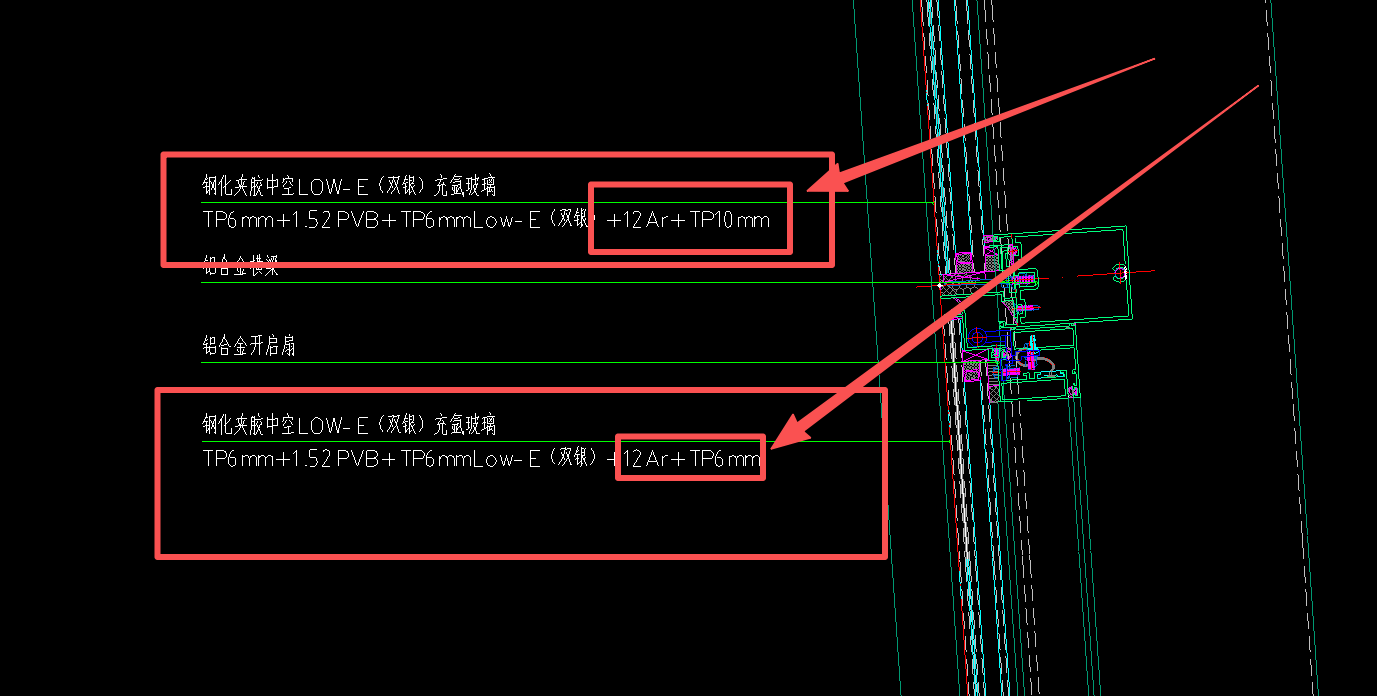 钢化夹胶中空LOW-E（双银）充氩玻璃
TP6mm+1.52PVB+TP6mmLow-E（双银）+12Ar+TP10mm
铝合金横梁
铝合金开启扇
钢化夹胶中空LOW-E（双银）充氩玻璃
TP6mm+1.52PVB+TP6mmLow-E（双银）+12Ar+TP6mm